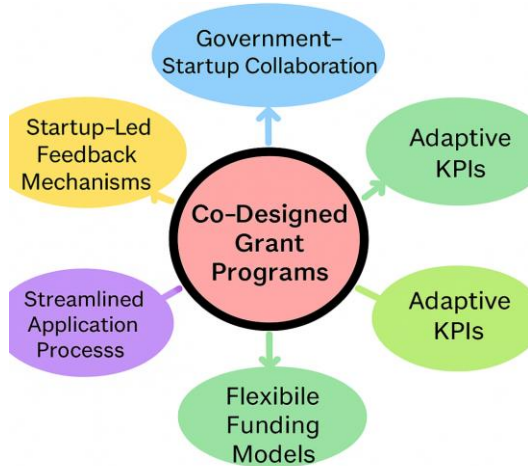 Government–
Startup Collaboration
Startup-Led
Feedback
Mechanisms
Adaptive
KPIs
Co-Designed
Grant
Programs
Streamlined
Application
Processs
Adaptive
KPIs
Flexibile
Funding
Models